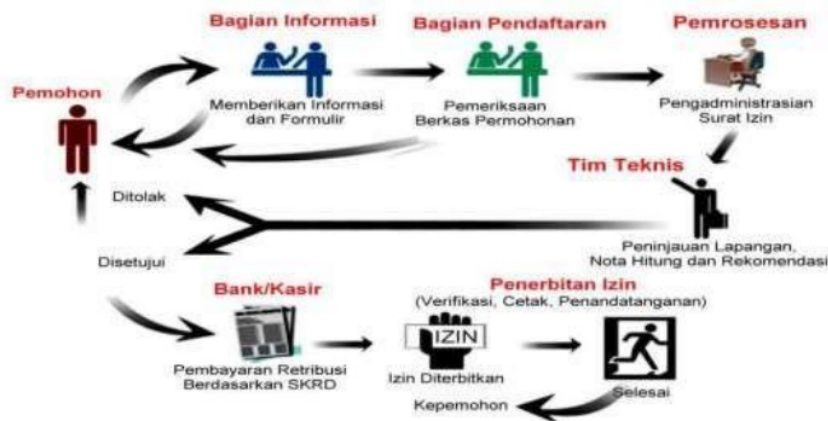 Bagian Informasi
Bagian Pendaftaran
Pemrosesan
Pemohon
Memberikan Informasi
dan Formulir
Pemeriksaan
Berkas Permohonan
Pengadministrasian
Surat Izin
Tim Teknis
Ditolak
Peninjauan Lapangan,
Nota Hitung dan Rekomendasi
Disetujui
Bank/Kasir
Penerbitan Izin
(Verifikasi, Cetak, Penandatanganan)
IZIN
Pembayaran Retribusi
Berdasarkan SKRD
Izin Diterbitkan
Selesai
Kepemohon